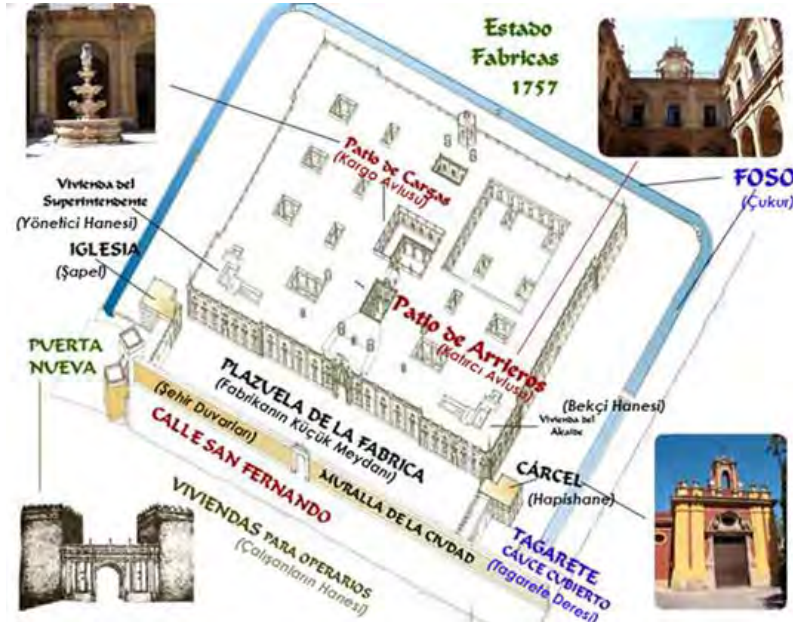 Estado
Fabricas
1757
Patio de Cargas
(Kargo Avlusu)
FOSO
(Çukur)
Vivienda del
Superintendente
(Yönetici Hanesi)
IGLESIA
(Şapel)
Patio de Arrieros
(Katırcı Avlusu)
PUERTA
NUEVA
PLAZUELA DE LA FABRICA
(Fabrikanın Küçük Meydanı)
(Bekçi Hanesi)
Vivienda del
Alcaide
(Şehir Duvarları)
CALLE SAN FERNANDO
MURALLA DE LA CIUDAD
CÁRCEL
(Hapishane)
VIVIENDAS PARA OPERARIOS
(Çalışanların Hanesi)
TAGARETE
CAUCE CUBIERTO
(Tagarete Deresi)